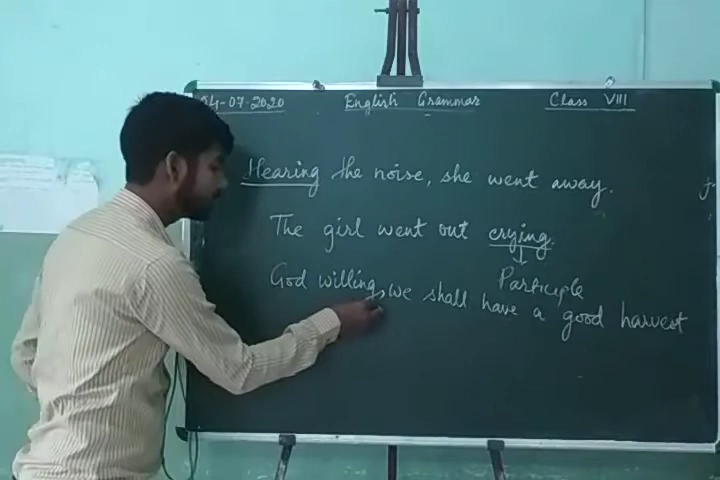 04-07-2020 English Grammar Class VIII
Hearing the noise, she went away.
The girl went out crying.
Participle
God willing, we shall have a good harvest